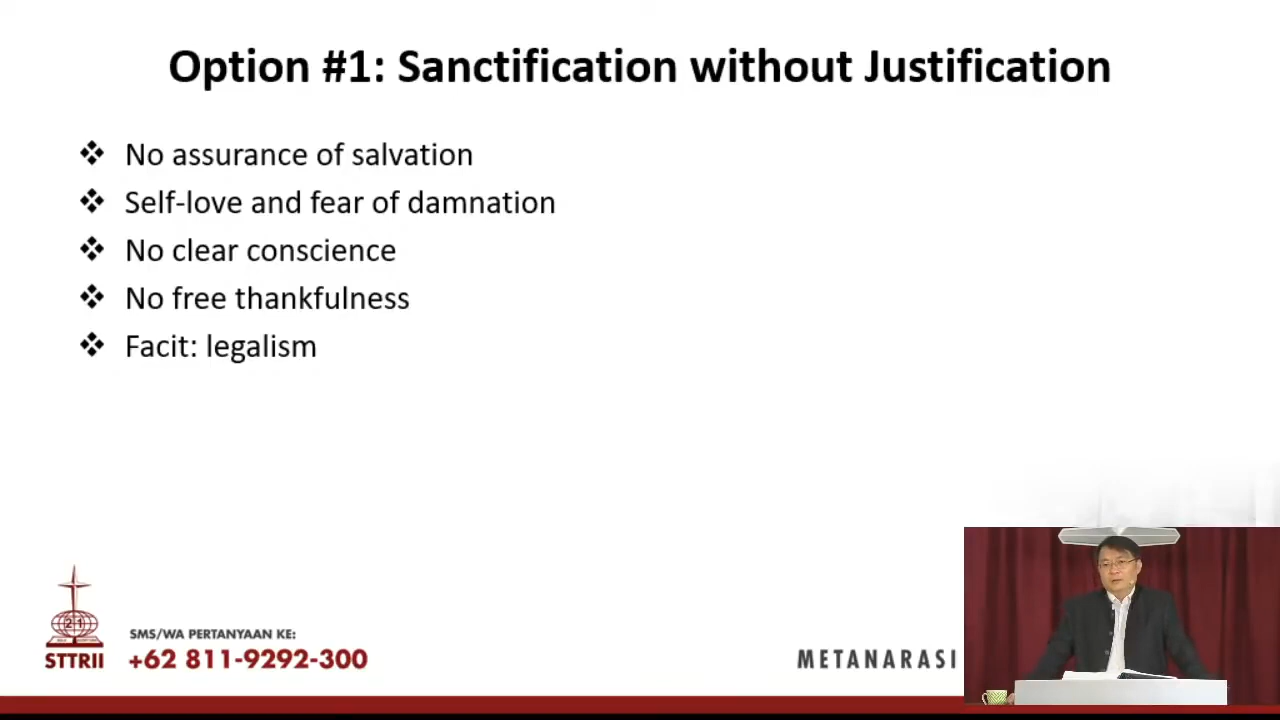 Option #1: Sanctification without Justification
No assurance of salvation
Self-love and fear of damnation
No clear conscience
No free thankfulness
Facit: legalism
21
STTRII
SMS/WA PERTANYAAN KE:
+62 811-9292-300
METANARASI